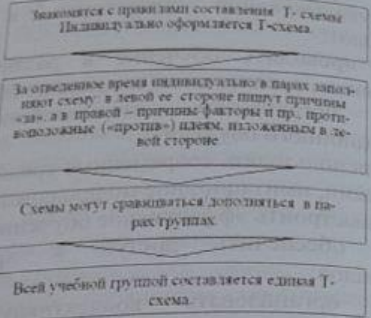 Знакомятся с правилами составления Т- схемы
Индивидуально оформляется Т-схема.
За отведенное время индивидуально в парах запол-
няют схему: в левой ее стороне пишут причины
«за», а в правой – причины факторы и пр., проти-
воположные («против») идеям, изложенным в ле-
вой стороне.
Схемы могут сравниваться/дополняться в па-
рах группах.
Всей учебной группой составляется единая Т-
схема.